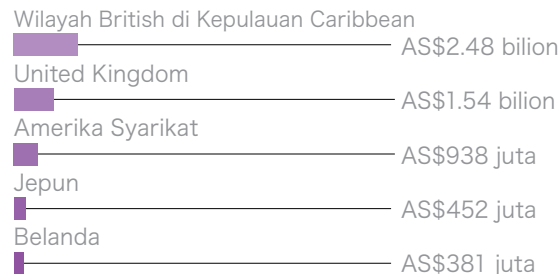 Wilayah British di Kepulauan Caribbean
AS$2.48 bilion
United Kingdom
AS$1.54 bilion
Amerika Syarikat
AS$938 juta
Jepun
AS$452 juta
Belanda
AS$381 juta